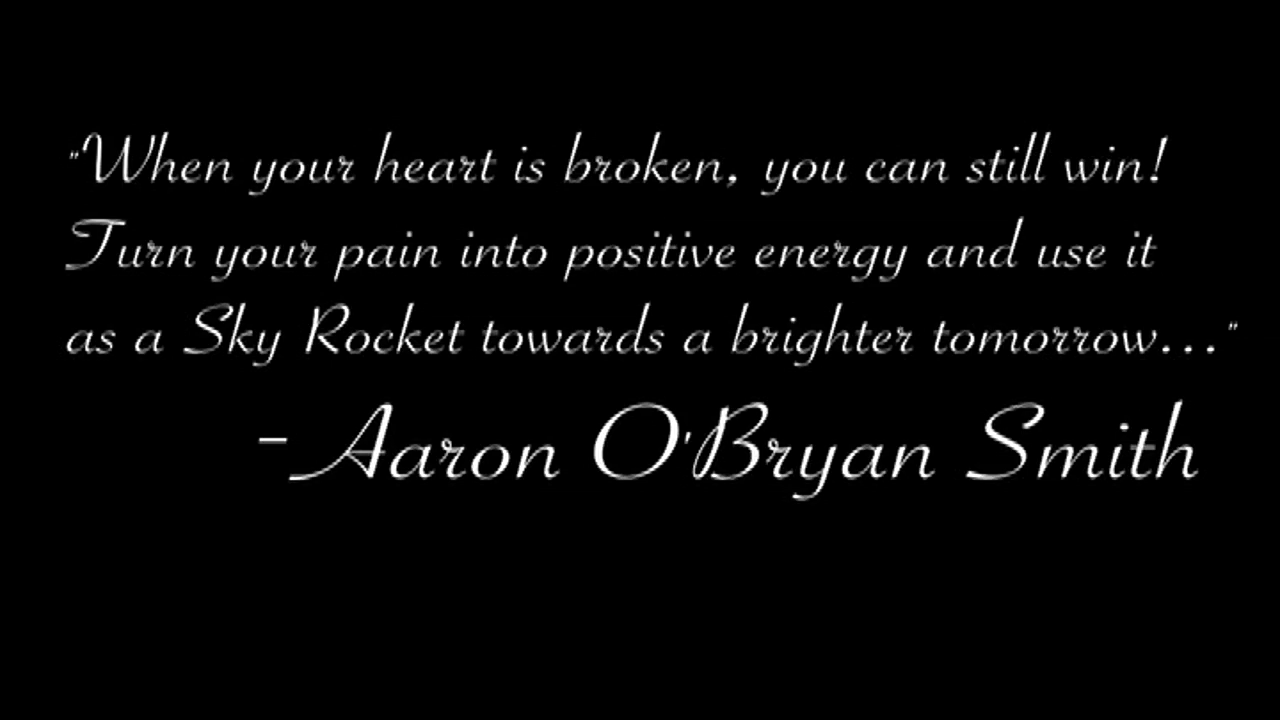 "When your heart is broken, you can still win!
Turn your pain into positive energy and use it
as a Sky Rocket towards a brighter tomorrow..."
-Aaron O'Bryan Smith